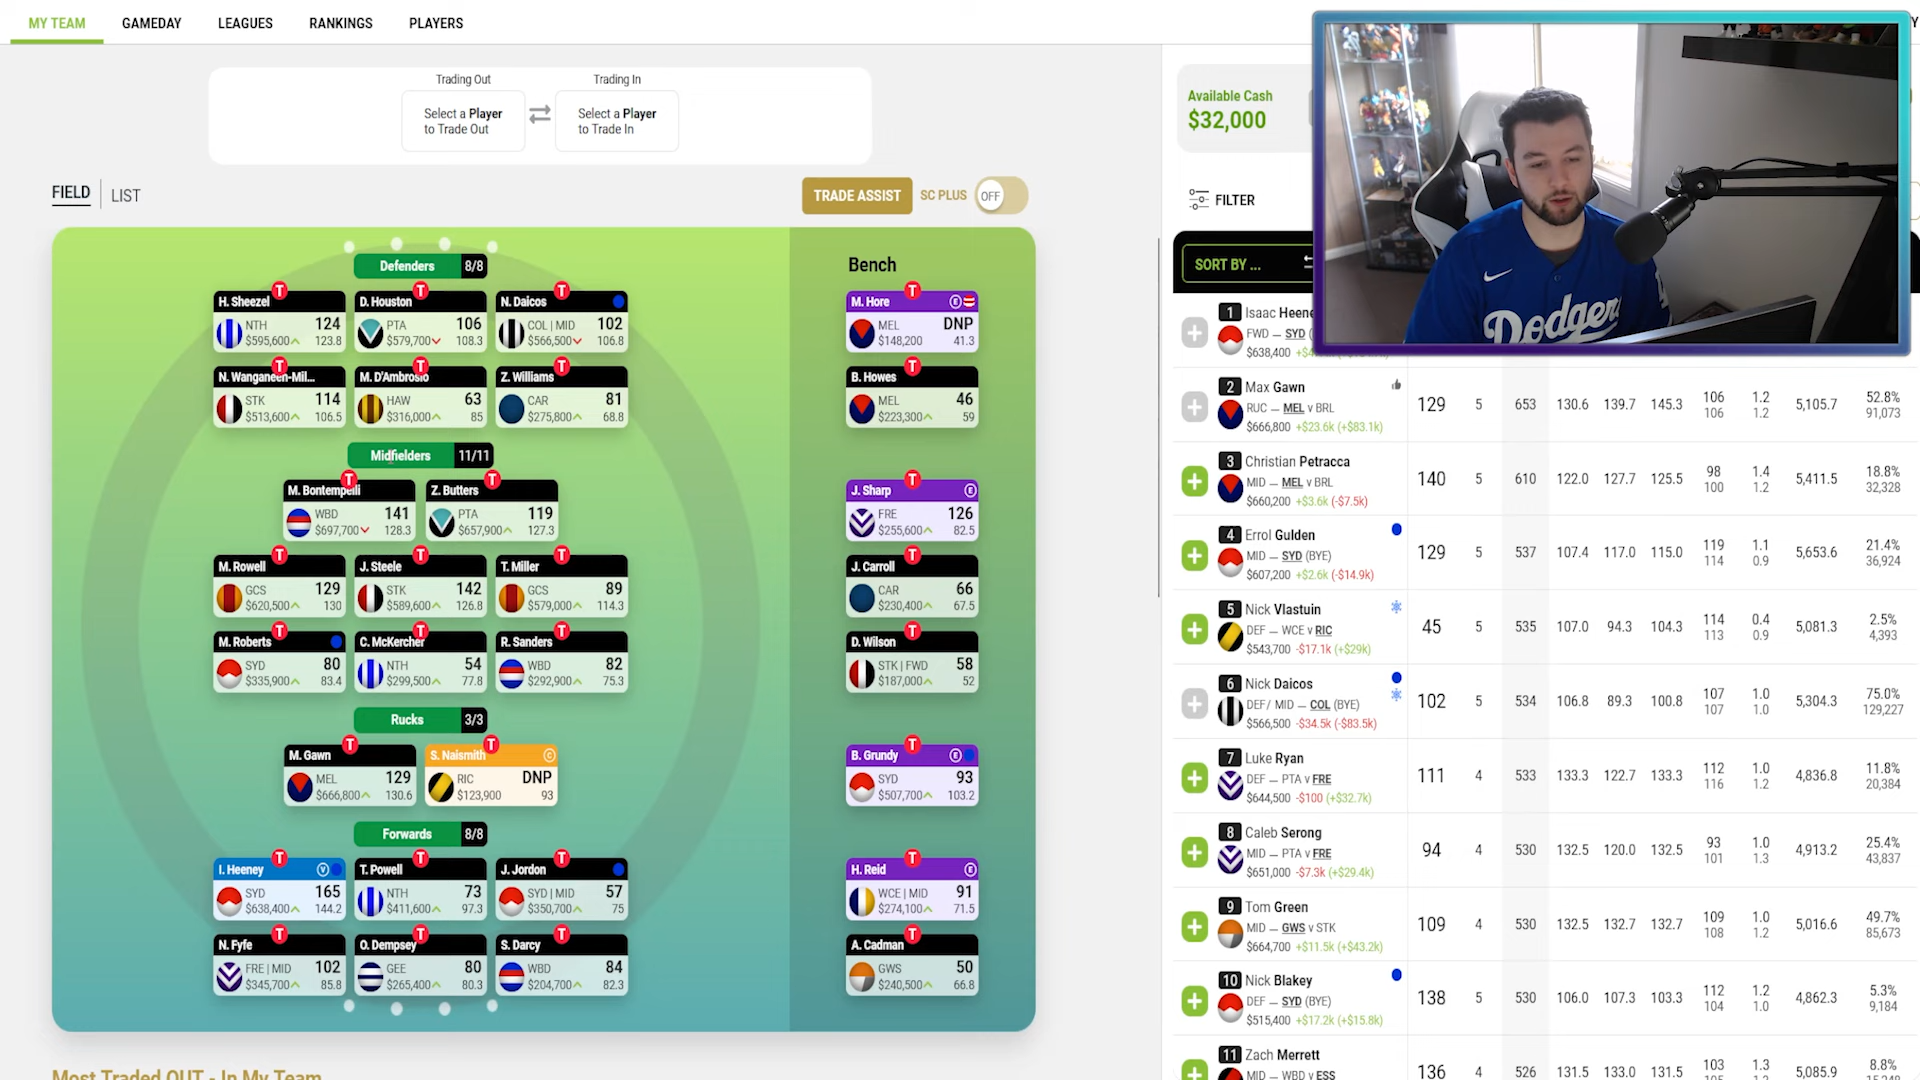 MY TEAM GAMEDAY LEAGUES RANKINGS PLAYERS
Trading Out Trading In
Select a Player
to Trade Out
Select a Player
to Trade In
FIELD LIST
TRADE ASSIST SC PLUS OFF
Defenders 8/8
Bench
H. Sheezel
NTH 124
$595,600 123.8
D. Houston
PTA 106
$579,700 108.3
N. Daicos
COL | MID 102
$566,500 106.8
M. Hore E
MEL DNP
$148,200 41.3
N. Wanganeen-Mil...
STK 114
$513,600 106.5
M. D'Ambrosio
HAW 63
$316,000 85
Z. Williams
CAR 81
$275,800 68.8
B. Howes
MEL 46
$223,300 59
Midfielders 11/11
M. Bontempelli
WBD 141
$697,700 128.3
Z. Butters
PTA 119
$657,900 127.3
J. Sharp E
FRE 126
$255,600 82.5
M. Rowell
GCS 129
$620,500 130
J. Steele
STK 142
$589,600 126.8
T. Miller
GCS 89
$579,000 114.3
J. Carroll
CAR 66
$230,400 67.5
M. Roberts
SYD 80
$335,900 83.4
C. McKercher
NTH 54
$299,500 77.8
R. Sanders
WBD 82
$292,900 75.3
D. Wilson
STK | FWD 58
$187,000 52
Rucks 3/3
M. Gawn
MEL 129
$666,800 130.6
S. Naismith C
RIC DNP
$123,900 93
B. Grundy E
SYD 93
$507,700 103.2
Forwards 8/8
I. Heeney V
SYD 165
$638,400 144.2
T. Powell
NTH 73
$411,600 97.3
J. Jordon
SYD | MID 57
$350,700 75
H. Reid E
WCE | MID 91
$274,100 71.5
N. Fyfe
FRE | MID 102
$345,700 85.8
O. Dempsey
GEE 80
$265,400 80.3
S. Darcy
WBD 84
$204,700 82.3
A. Cadman
GWS 50
$240,500 66.8
Most Traded OUT - In My Team
Available Cash
$32,000
FILTER
SORT BY ...
Dodgers
1 Isaac Heene
FWD — SYD
$638,400
2 Max Gawn
RUC — MEL v BRL
$666,800 +$23.6k (+$83.1k)
129 5 653 130.6 139.7 145.3 106 106 1.2 1.2 5,105.7 52.8% 91,073
3 Christian Petracca
MID — MEL v BRL
$660,200 +$3.6k (-$7.5k)
140 5 610 122.0 127.7 125.5 98 100 1.4 1.2 5,411.5 18.8% 32,328
4 Errol Gulden
MID — SYD (BYE)
$607,200 +$2.6k (-$14.9k)
129 5 537 107.4 117.0 115.0 119 114 1.1 0.9 5,653.6 21.4% 36,924
5 Nick Vlastuin
DEF — WCE v RIC
$543,700 -$17.1k (+$29k)
45 5 535 107.0 94.3 104.3 114 113 0.4 0.9 5,081.3 2.5% 4,393
6 Nick Daicos
DEF/ MID — COL (BYE)
$566,500 -$34.5k (-$83.5k)
102 5 534 106.8 89.3 100.8 107 107 1.0 1.0 5,304.3 75.0% 129,227
7 Luke Ryan
DEF — PTA v FRE
$644,500 -$100 (+$32.7k)
111 4 533 133.3 122.7 133.3 112 116 1.0 1.2 4,836.8 11.8% 20,384
8 Caleb Serong
MID — PTA v FRE
$651,000 -$7.3k (+$29.4k)
94 4 530 132.5 120.0 132.5 93 101 1.0 1.3 4,913.2 25.4% 43,837
9 Tom Green
MID — GWS v STK
$664,700 +$11.5k (+$43.2k)
109 4 530 132.5 132.7 132.7 109 108 1.0 1.2 5,016.6 49.7% 85,673
10 Nick Blakey
DEF — SYD (BYE)
$515,400 +$17.2k (+$15.8k)
138 5 530 106.0 107.3 103.3 112 104 1.2 1.0 4,862.3 5.3% 9,184
11 Zach Merrett
MID — WBD v ESS
136 4 526 131.5 133.0 131.5 103 1.3 5,085.9 8.8%